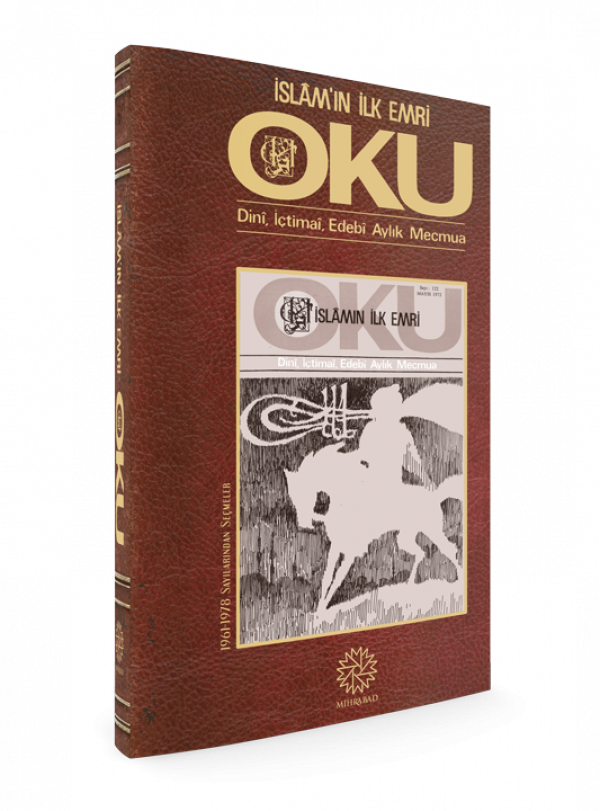 İSLÂM'IN İLK EMRİ
OKU
Dinî, İçtimaî, Edebî Aylık Mecmua
OKU
İSLÂMIN İLK EMRİ
Dinî, İçtimaî, Edebî Aylık Mecmua
1961-1978 SAYILARINDAN SEÇMELER
MİHRABAD
İSLÂM'IN İLK EMRİ
OKU